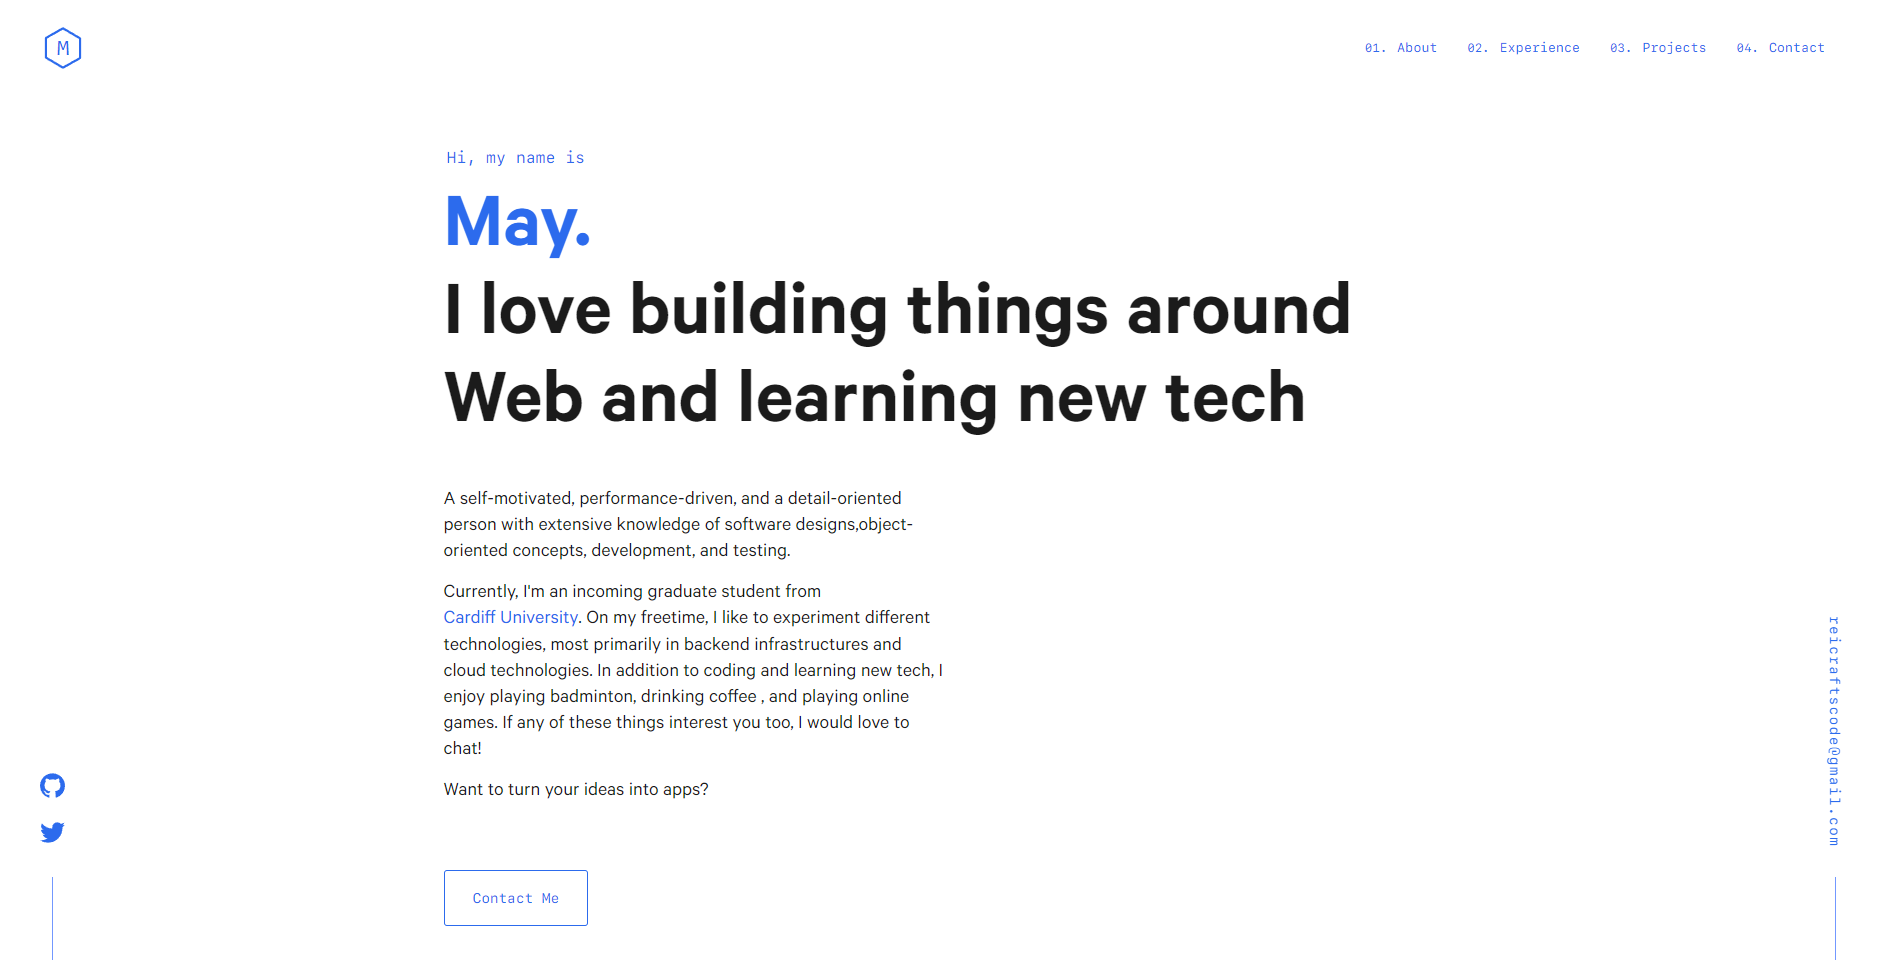 M
01. About 02. Experience 03. Projects 04. Contact
Hi, my name is
May.
I love building things around
Web and learning new tech
A self-motivated, performance-driven, and a detail-oriented
person with extensive knowledge of software designs,object-
oriented concepts, development, and testing.
Currently, I'm an incoming graduate student from
Cardiff University. On my freetime, I like to experiment different
technologies, most primarily in backend infrastructures and
cloud technologies. In addition to coding and learning new tech, I
enjoy playing badminton, drinking coffee , and playing online
games. If any of these things interest you too, I would love to
chat!
Want to turn your ideas into apps?
Contact Me
reicraftscode@gmail.com